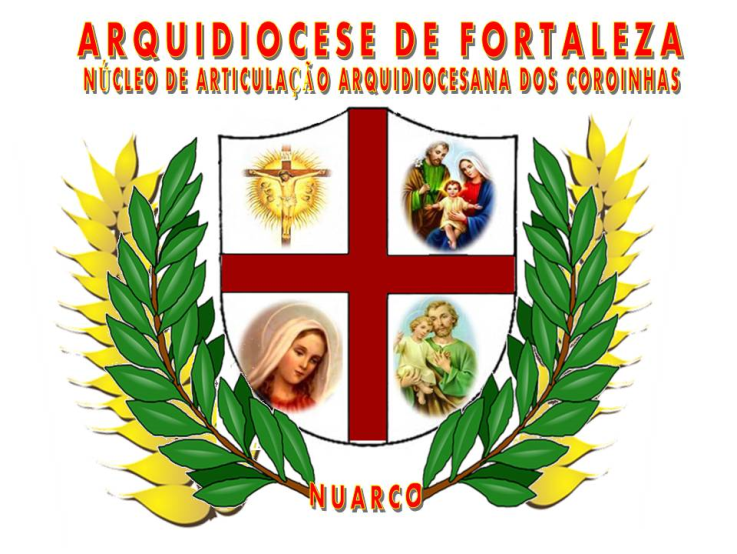 ARQUIDIOCESE DE FORTALEZA
NÚCLEO DE ARTICULAÇÃO ARQUIDIOCESANA DOS COROINHAS
NUARCO